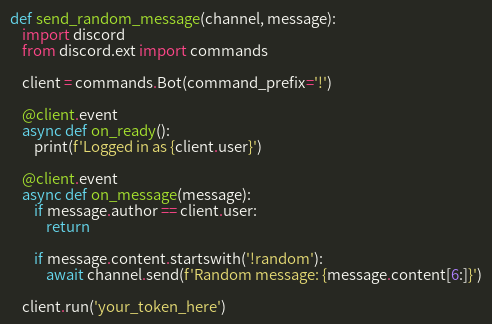 def send_random_message(channel, message):
    import discord
    from discord.ext import commands

    client = commands.Bot(command_prefix='!')

    @client.event
    async def on_ready():
        print(f'Logged in as {client.user}')

    @client.event
    async def on_message(message):
        if message.author == client.user:
            return

        if message.content.startswith('!random'):
            await channel.send(f'Random message: {message.content[6:]}')

    client.run('your_token_here')